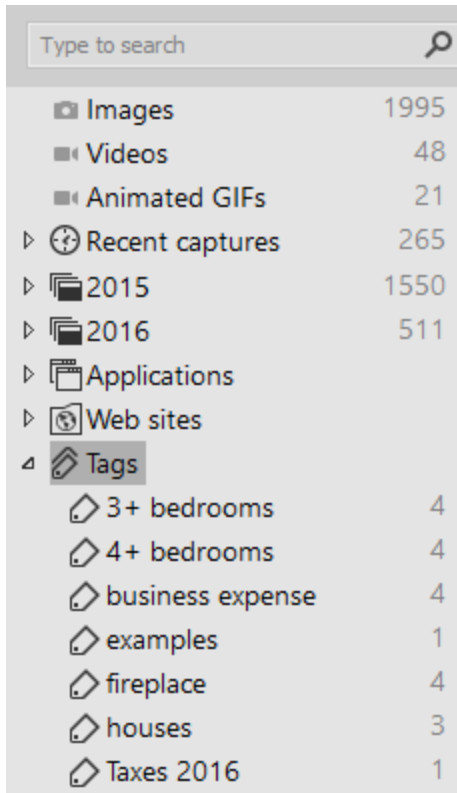 Type to search
Images 1995
Videos 48
Animated GIFs 21
Recent captures 265
2015 1550
2016 511
Applications
Web sites
Tags
3+ bedrooms 4
4+ bedrooms 4
business expense 4
examples 1
fireplace 4
houses 3
Taxes 2016 1